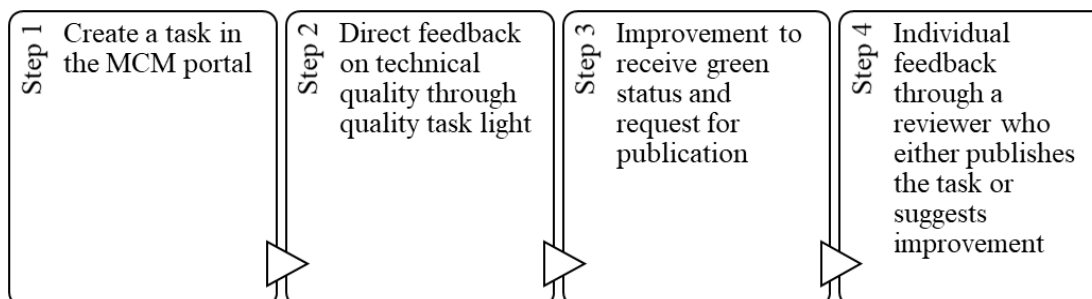 Step 1
Create a task in
the MCM portal
Step 2
Direct feedback
on technical
quality through
quality task light
Step 3
Improvement to
receive green
status and
request for
publication
Step 4
Individual
feedback
through a
reviewer who
either publishes
the task or
suggests
improvement